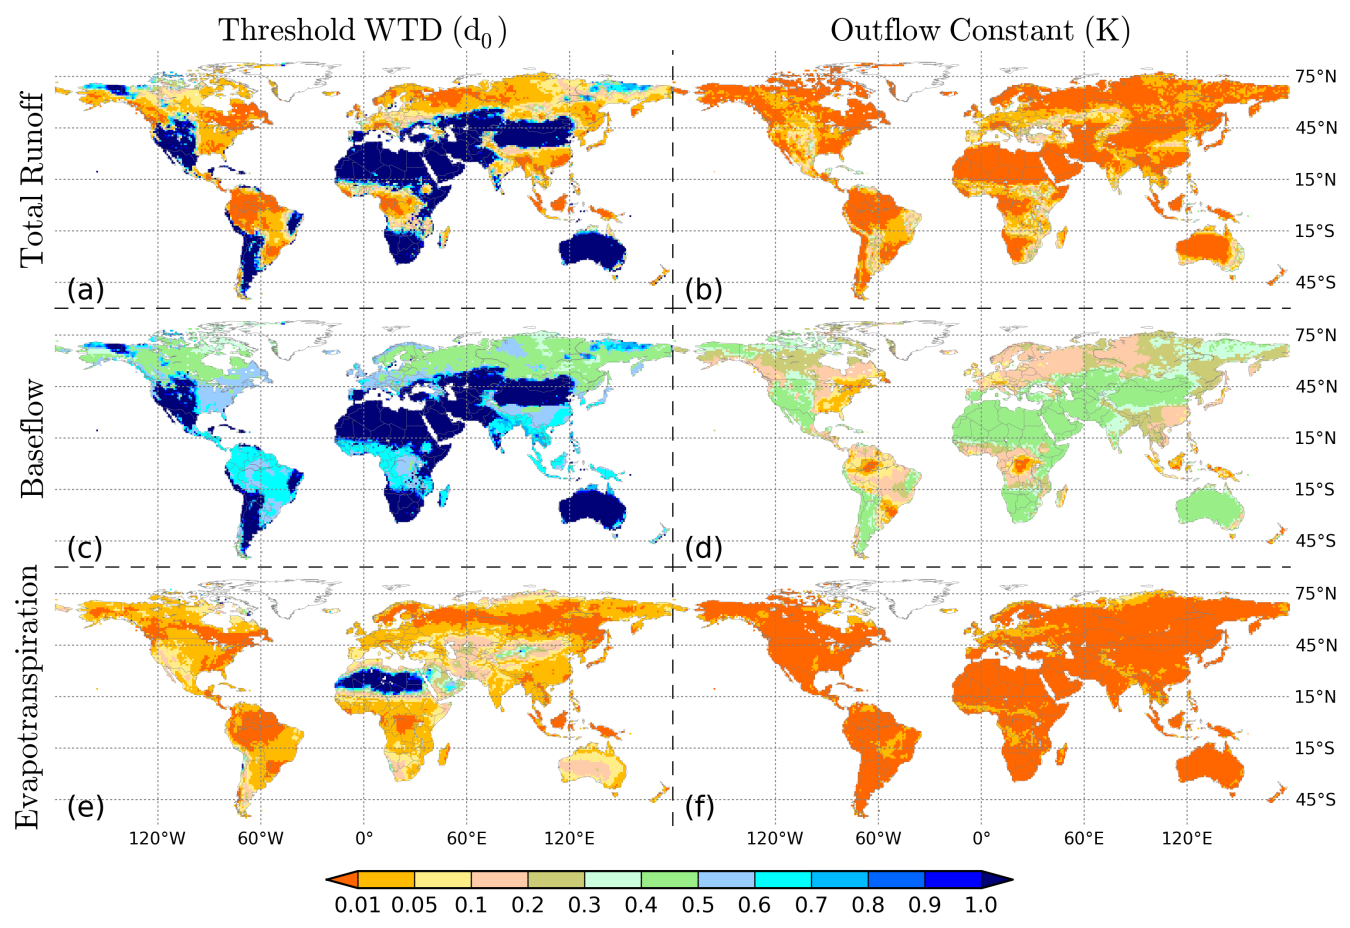 Threshold WTD (d0)
Outflow Constant (K)
Total Runoff
(a)
(b)
75°N
45°N
15°N
15°S
45°S
Baseflow
(c)
(d)
75°N
45°N
15°N
15°S
45°S
Evapotranspiration
(e)
(f)
75°N
45°N
15°N
15°S
45°S
120°W 60°W 0° 60°E 120°E 120°W 60°W 0° 60°E 120°E
0.01 0.05 0.1 0.2 0.3 0.4 0.5 0.6 0.7 0.8 0.9 1.0